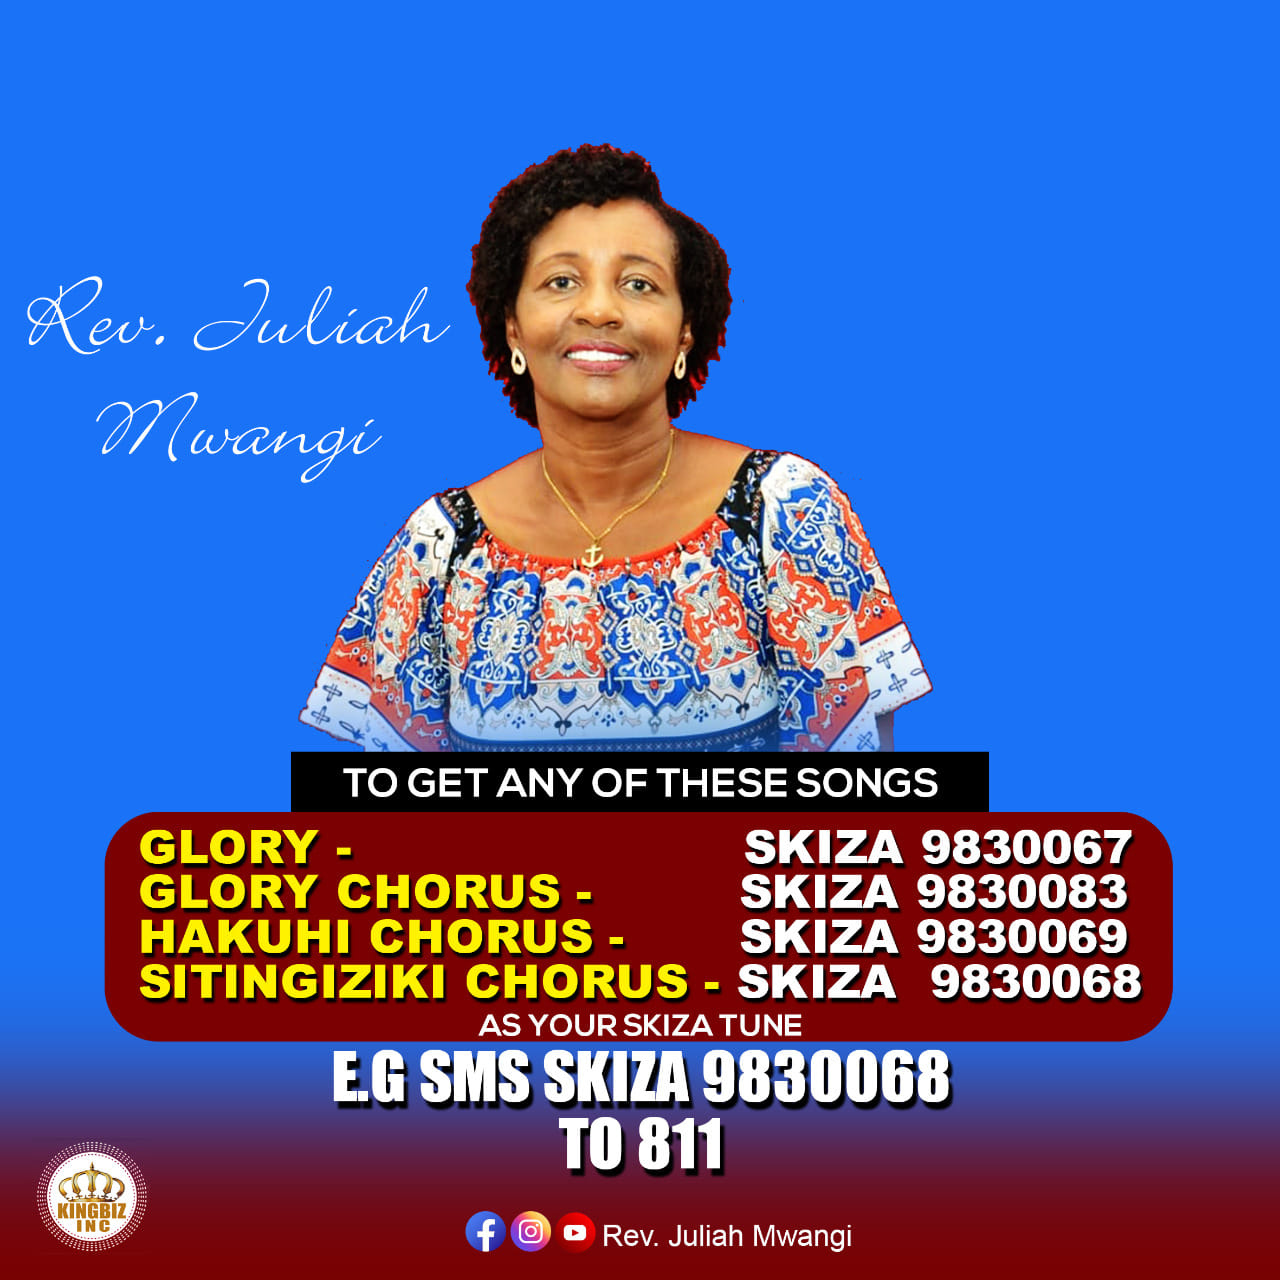 Rev. Juliah
Mwangi
TO GET ANY OF THESE SONGS
GLORY - SKIZA 9830067
GLORY CHORUS - SKIZA 9830083
HAKUHI CHORUS - SKIZA 9830069
SITINGIZIKI CHORUS - SKIZA 9830068
AS YOUR SKIZA TUNE
E.G SMS SKIZA 9830068
TO 811
KINGBIZ
INC
Rev. Juliah Mwangi